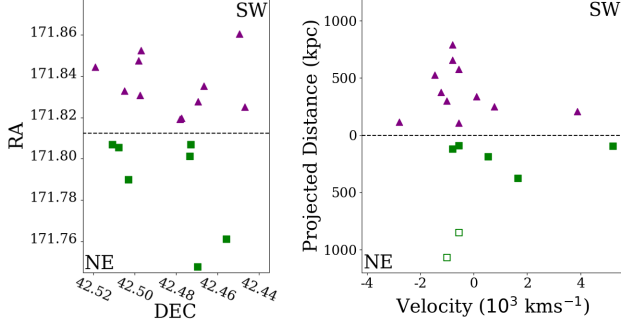 SW
171.86
171.84
171.82
171.80
171.78
171.76
RA
NE
42.52
42.50
42.48
42.46
42.44
DEC
SW
1000
500
0
500
1000
Projected Distance (kpc)
NE
-4
-2
0
2
4
Velocity (10³ kms⁻¹)